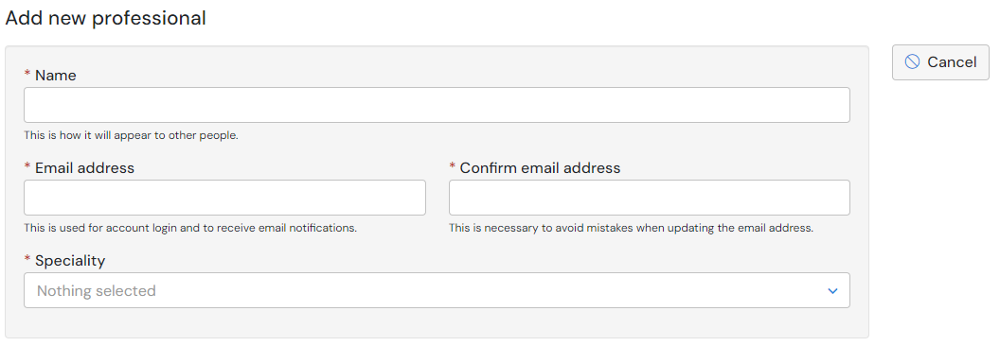 Add new professional
Cancel
* Name
This is how it will appear to other people.
* Email address
* Confirm email address
This is used for account login and to receive email notifications.
This is necessary to avoid mistakes when updating the email address.
* Speciality
Nothing selected